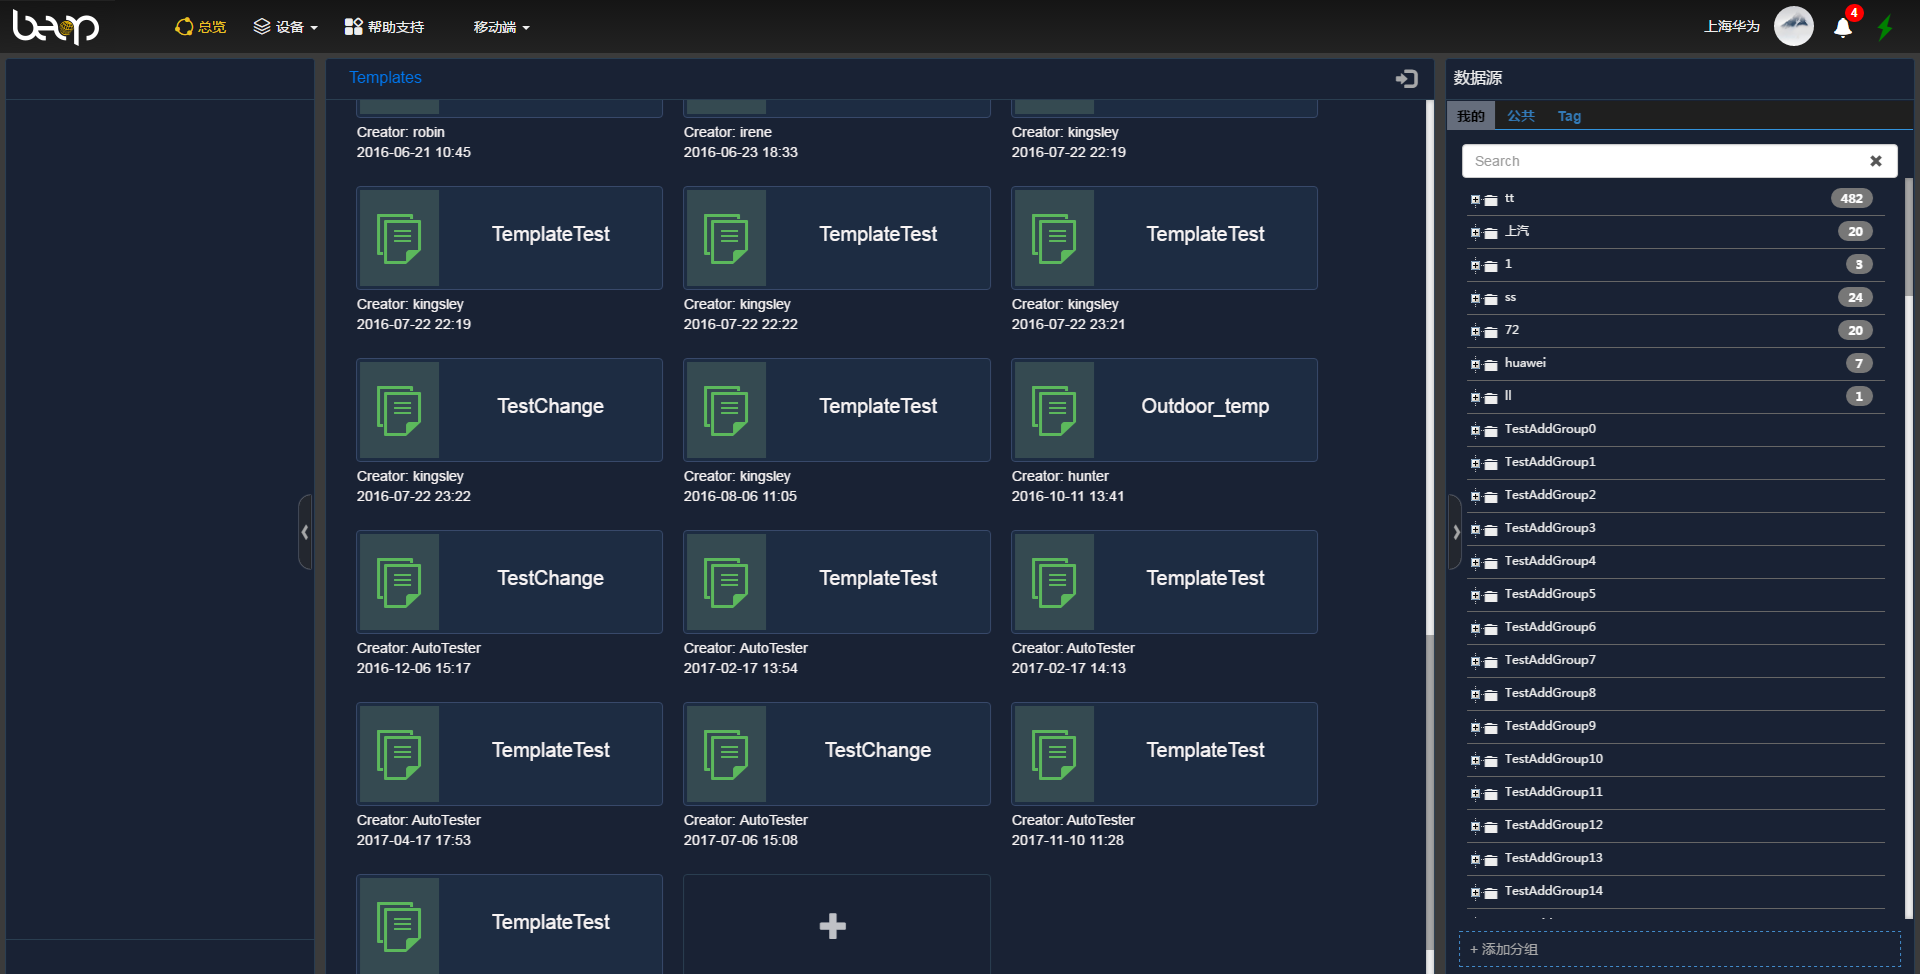 beop 总览 设备 帮助支持 移动端 上海华为 4
Templates
Creator: robin Creator: irene Creator: kingsley
2016-06-21 10:45 2016-06-23 18:33 2016-07-22 22:19
TemplateTest TemplateTest TemplateTest
Creator: kingsley Creator: kingsley Creator: kingsley
2016-07-22 22:19 2016-07-22 22:22 2016-07-22 23:21
TestChange TemplateTest Outdoor_temp
Creator: kingsley Creator: kingsley Creator: hunter
2016-07-22 23:22 2016-08-06 11:05 2016-10-11 13:41
TestChange TemplateTest TemplateTest
Creator: AutoTester Creator: AutoTester Creator: AutoTester
2016-12-06 15:17 2017-02-17 13:54 2017-02-17 14:13
TemplateTest TestChange TemplateTest
Creator: AutoTester Creator: AutoTester Creator: AutoTester
2017-04-17 17:53 2017-07-06 15:08 2017-11-10 11:28
TemplateTest
数据源
我的 公共 Tag
Search
tt 482
上汽 20
1 3
ss 24
72 20
huawei 7
ll 1
TestAddGroup0
TestAddGroup1
TestAddGroup2
TestAddGroup3
TestAddGroup4
TestAddGroup5
TestAddGroup6
TestAddGroup7
TestAddGroup8
TestAddGroup9
TestAddGroup10
TestAddGroup11
TestAddGroup12
TestAddGroup13
TestAddGroup14
+ 添加分组